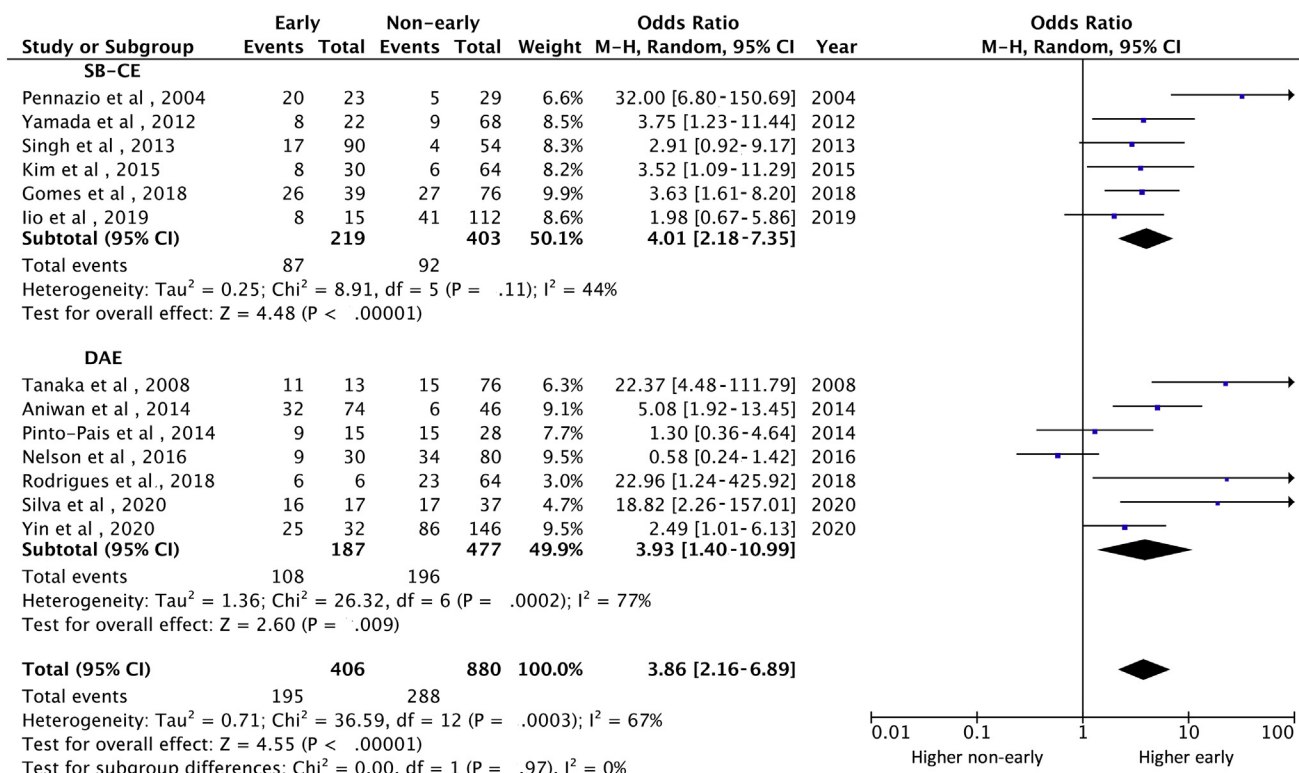 Early Non-early Odds Ratio Odds Ratio
Study or Subgroup Events Total Events Total Weight M-H, Random, 95% CI Year M-H, Random, 95% CI
SB-CE
Pennazio et al , 2004 20 23 5 29 6.6% 32.00 [6.80-150.69] 2004
Yamada et al , 2012 8 22 9 68 8.5% 3.75 [1.23-11.44] 2012
Singh et al , 2013 17 90 4 54 8.3% 2.91 [0.92-9.17] 2013
Kim et al , 2015 8 30 6 64 8.2% 3.52 [1.09-11.29] 2015
Gomes et al , 2018 26 39 27 76 9.9% 3.63 [1.61-8.20] 2018
Iio et al , 2019 8 15 41 112 8.6% 1.98 [0.67-5.86] 2019
Subtotal (95% CI) 219 403 50.1% 4.01 [2.18-7.35]
Total events 87 92
Heterogeneity: Tau² = 0.25; Chi² = 8.91, df = 5 (P = .11); I² = 44%
Test for overall effect: Z = 4.48 (P < .00001)
DAE
Tanaka et al , 2008 11 13 15 76 6.3% 22.37 [4.48-111.79] 2008
Aniwan et al , 2014 32 74 6 46 9.1% 5.08 [1.92-13.45] 2014
Pinto-Pais et al , 2014 9 15 15 28 7.7% 1.30 [0.36-4.64] 2014
Nelson et al , 2016 9 30 34 80 9.5% 0.58 [0.24-1.42] 2016
Rodrigues et al., 2018 6 6 23 64 3.0% 22.96 [1.24-425.92] 2018
Silva et al , 2020 16 17 17 37 4.7% 18.82 [2.26-157.01] 2020
Yin et al , 2020 25 32 86 146 9.5% 2.49 [1.01-6.13] 2020
Subtotal (95% CI) 187 477 49.9% 3.93 [1.40-10.99]
Total events 108 196
Heterogeneity: Tau² = 1.36; Chi² = 26.32, df = 6 (P = .0002); I² = 77%
Test for overall effect: Z = 2.60 (P = .009)
Total (95% CI) 406 880 100.0% 3.86 [2.16-6.89]
Total events 195 288
Heterogeneity: Tau² = 0.71; Chi² = 36.59, df = 12 (P = .0003); I² = 67%
Test for overall effect: Z = 4.55 (P < .00001)
Test for subgroup differences: Chi² = 0.00, df = 1 (P = .97), I² = 0%
0.01 0.1 1 10 100
Higher non-early Higher early